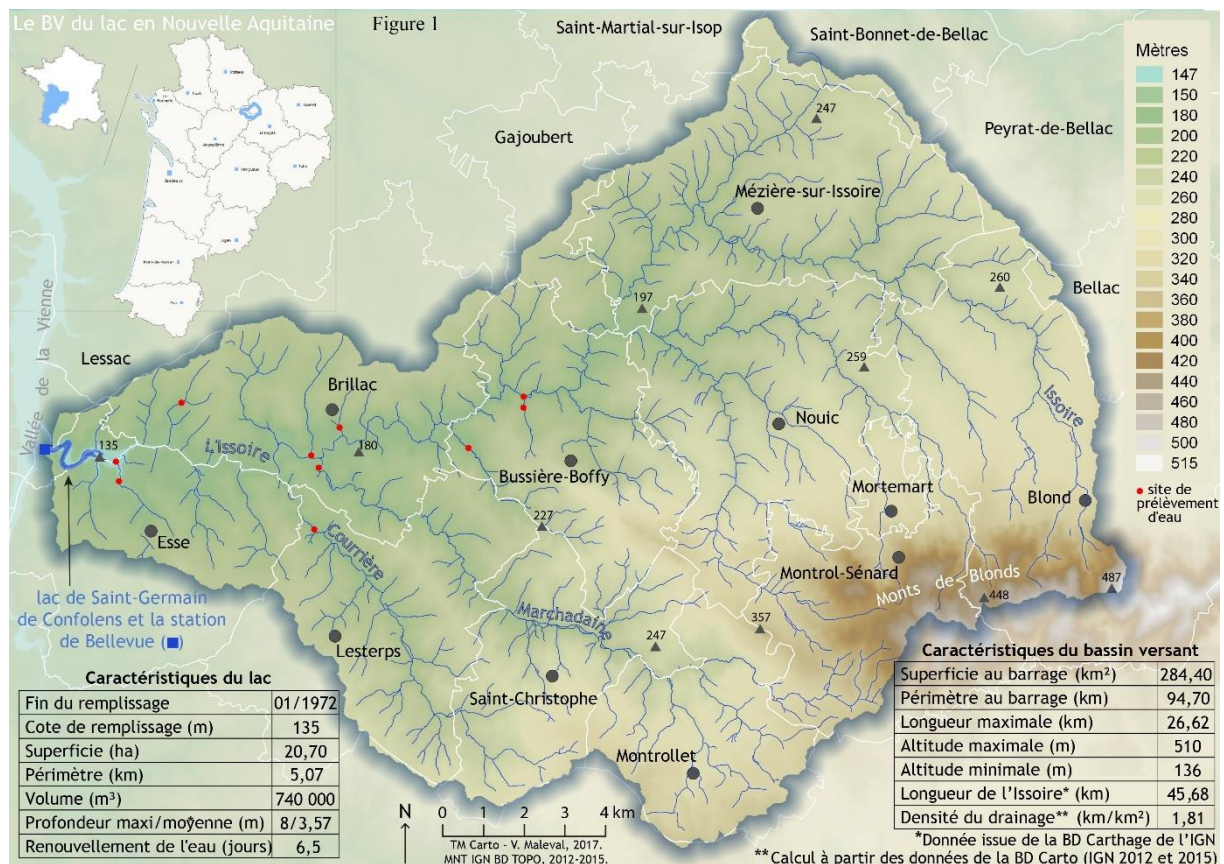 Le BV du lac en Nouvelle Aquitaine
Figure 1
Saint-Martial-sur-Isop
Saint-Bonnet-de-Bellac
Mètres
147
150
180
200
220
240
260
280
300
320
340
360
380
400
420
440
460
480
500
515
site de
prélèvement
d'eau
Gajoubert
Peyrat-de-Bellac
247
Mézière-sur-Issoire
260
Bellac
197
Vallée de la Vienne
Lessac
Brillac
259
Issoire
Nouic
135
L'Issoire
180
Bussière-Boffy
Mortemart
Blond
227
Esse
Courrière
Montrol-Sénard
Monts de Blonds
487
448
lac de Saint-Germain
de Confolens et la station
de Bellevue (■)
Marchadaine
357
247
Lesterps
Saint-Christophe
Montrollet
Caractéristiques du lac
Fin du remplissage 01/1972
Cote de remplissage (m) 135
Superficie (ha) 20,70
Périmètre (km) 5,07
Volume (m³) 740 000
Profondeur maxi/moyenne (m) 8/3,57
Renouvellement de l'eau (jours) 6,5
N
0 1 2 3 4 km
TM Carto - V. Maleval, 2017.
MNT IGN BD TOPO, 2012-2015.
Caractéristiques du bassin versant
Superficie au barrage (km²) 284,40
Périmètre au barrage (km) 94,70
Longueur maximale (km) 26,62
Altitude maximale (m) 510
Altitude minimale (m) 136
Longueur de l'Issoire* (km) 45,68
Densité du drainage** (km/km²) 1,81
*Donnée issue de la BD Carthage de l'IGN
**Calcul à partir des données de la BD Carto (IGN 2012 et 2015)